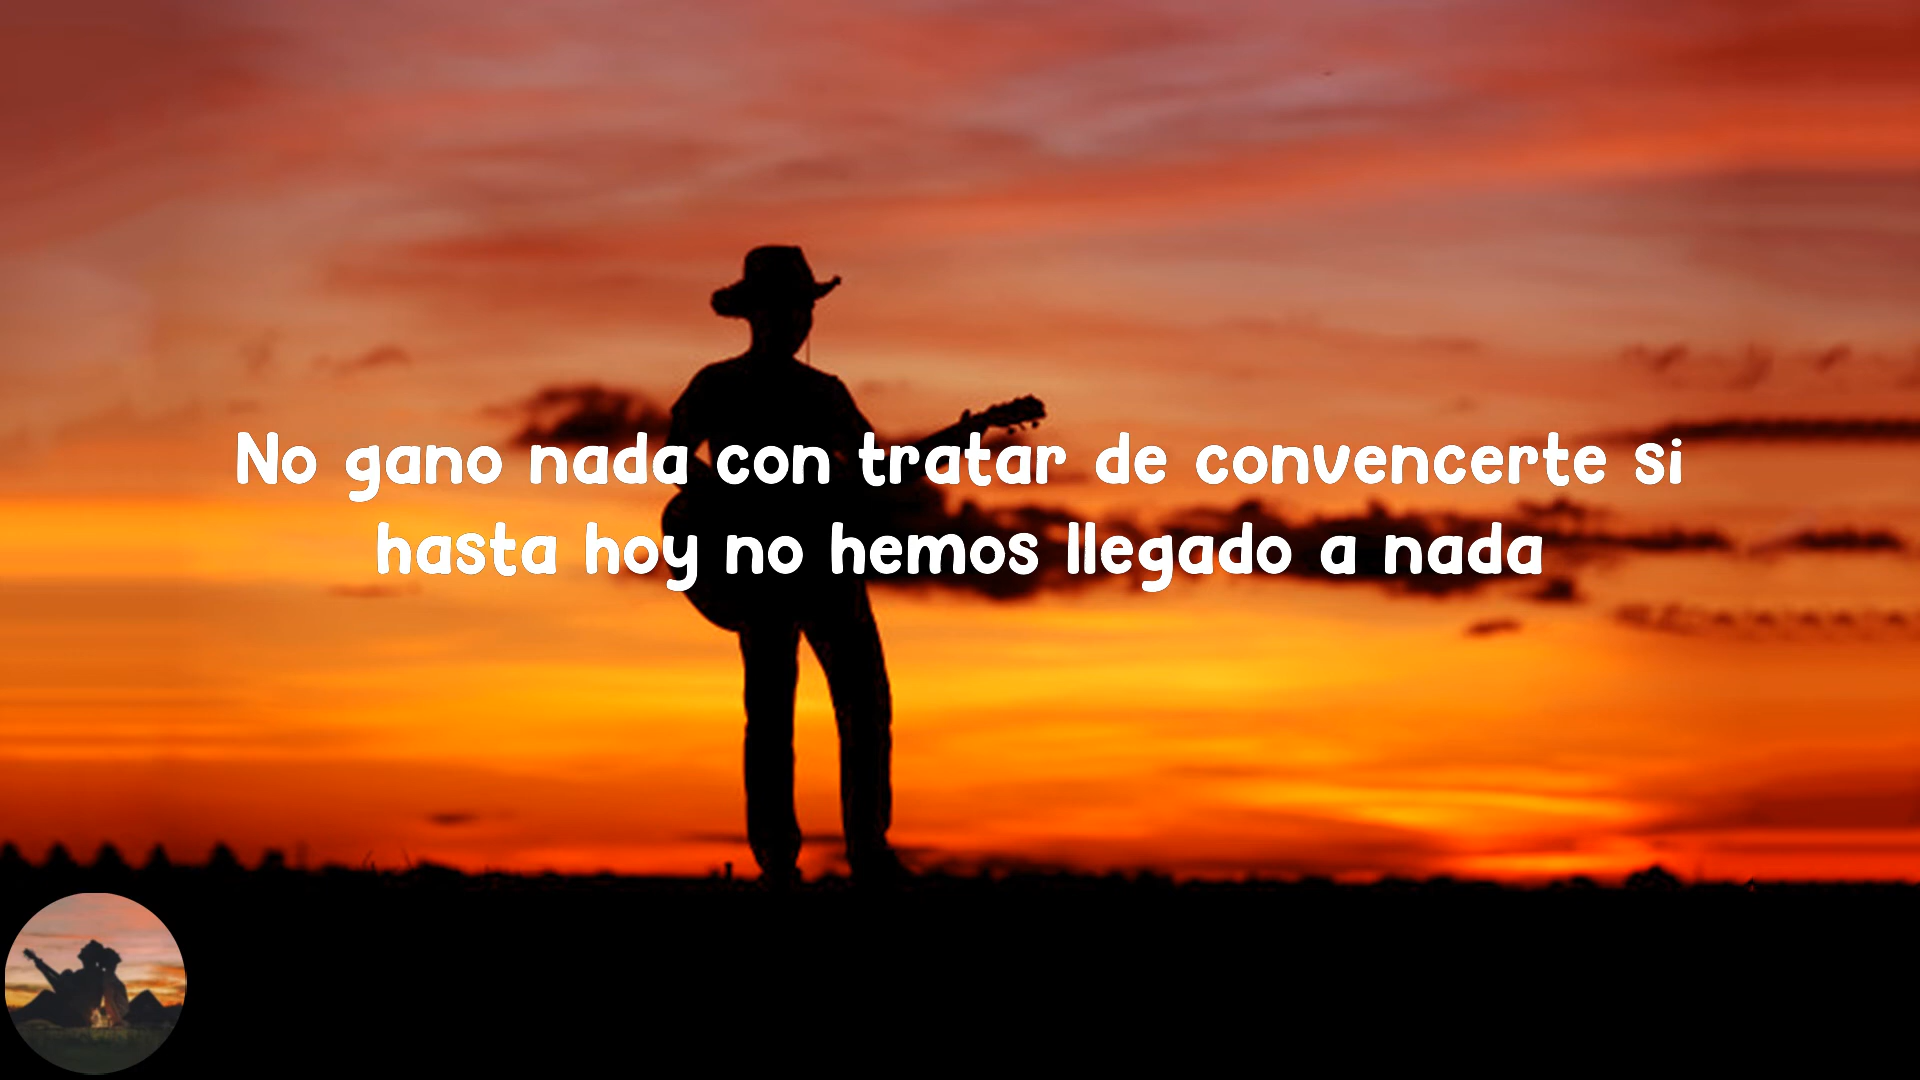 No gano nada con tratar de convencerte si
hasta hoy no hemos llegado a nada